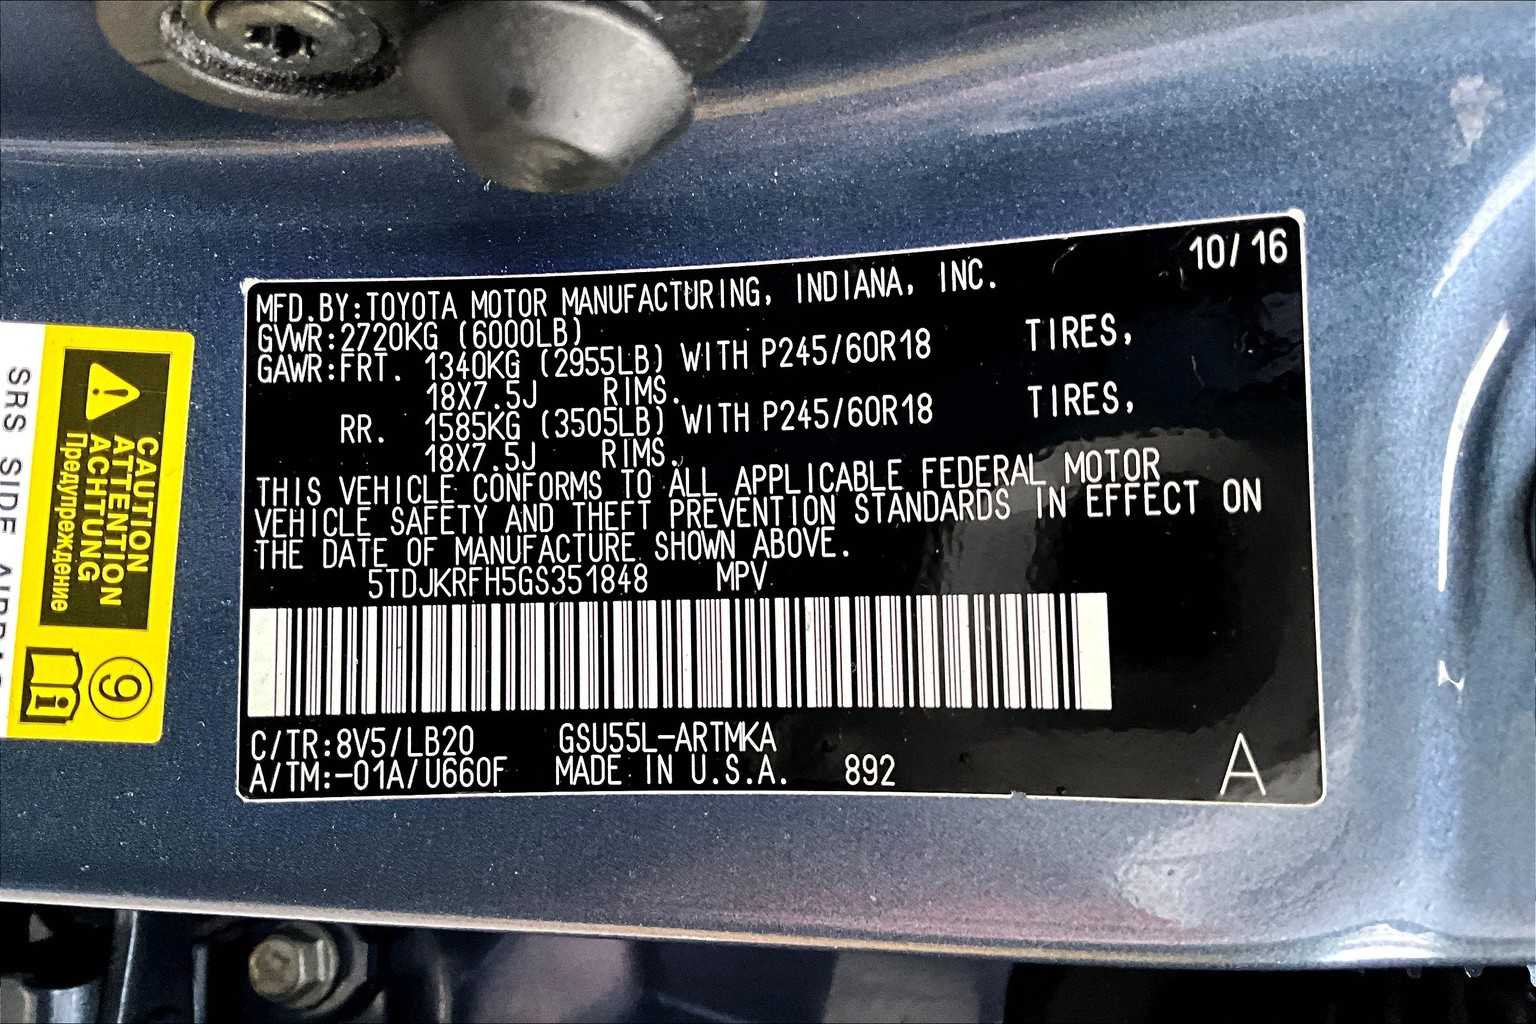 10/16
MFD.BY:TOYOTA MOTOR MANUFACTURING, INDIANA, INC.
GVWR:2720KG (6000LB)
GAWR:FRT. 1340KG (2955LB) WITH P245/60R18 TIRES,
18X7.5J RIMS.
RR. 1585KG (3505LB) WITH P245/60R18 TIRES,
18X7.5J RIMS.
THIS VEHICLE CONFORMS TO ALL APPLICABLE FEDERAL MOTOR
VEHICLE SAFETY AND THEFT PREVENTION STANDARDS IN EFFECT ON
THE DATE OF MANUFACTURE SHOWN ABOVE.
5TDJKRFH5GS351848 MPV
C/TR:8V5/LB20 GSU55L-ARTMKA
A/TM:-01A/U660F MADE IN U.S.A. 892
A
CAUTION
ATTENTION
ACHTUNG
Предупреждение
9
i
SRS SIDE